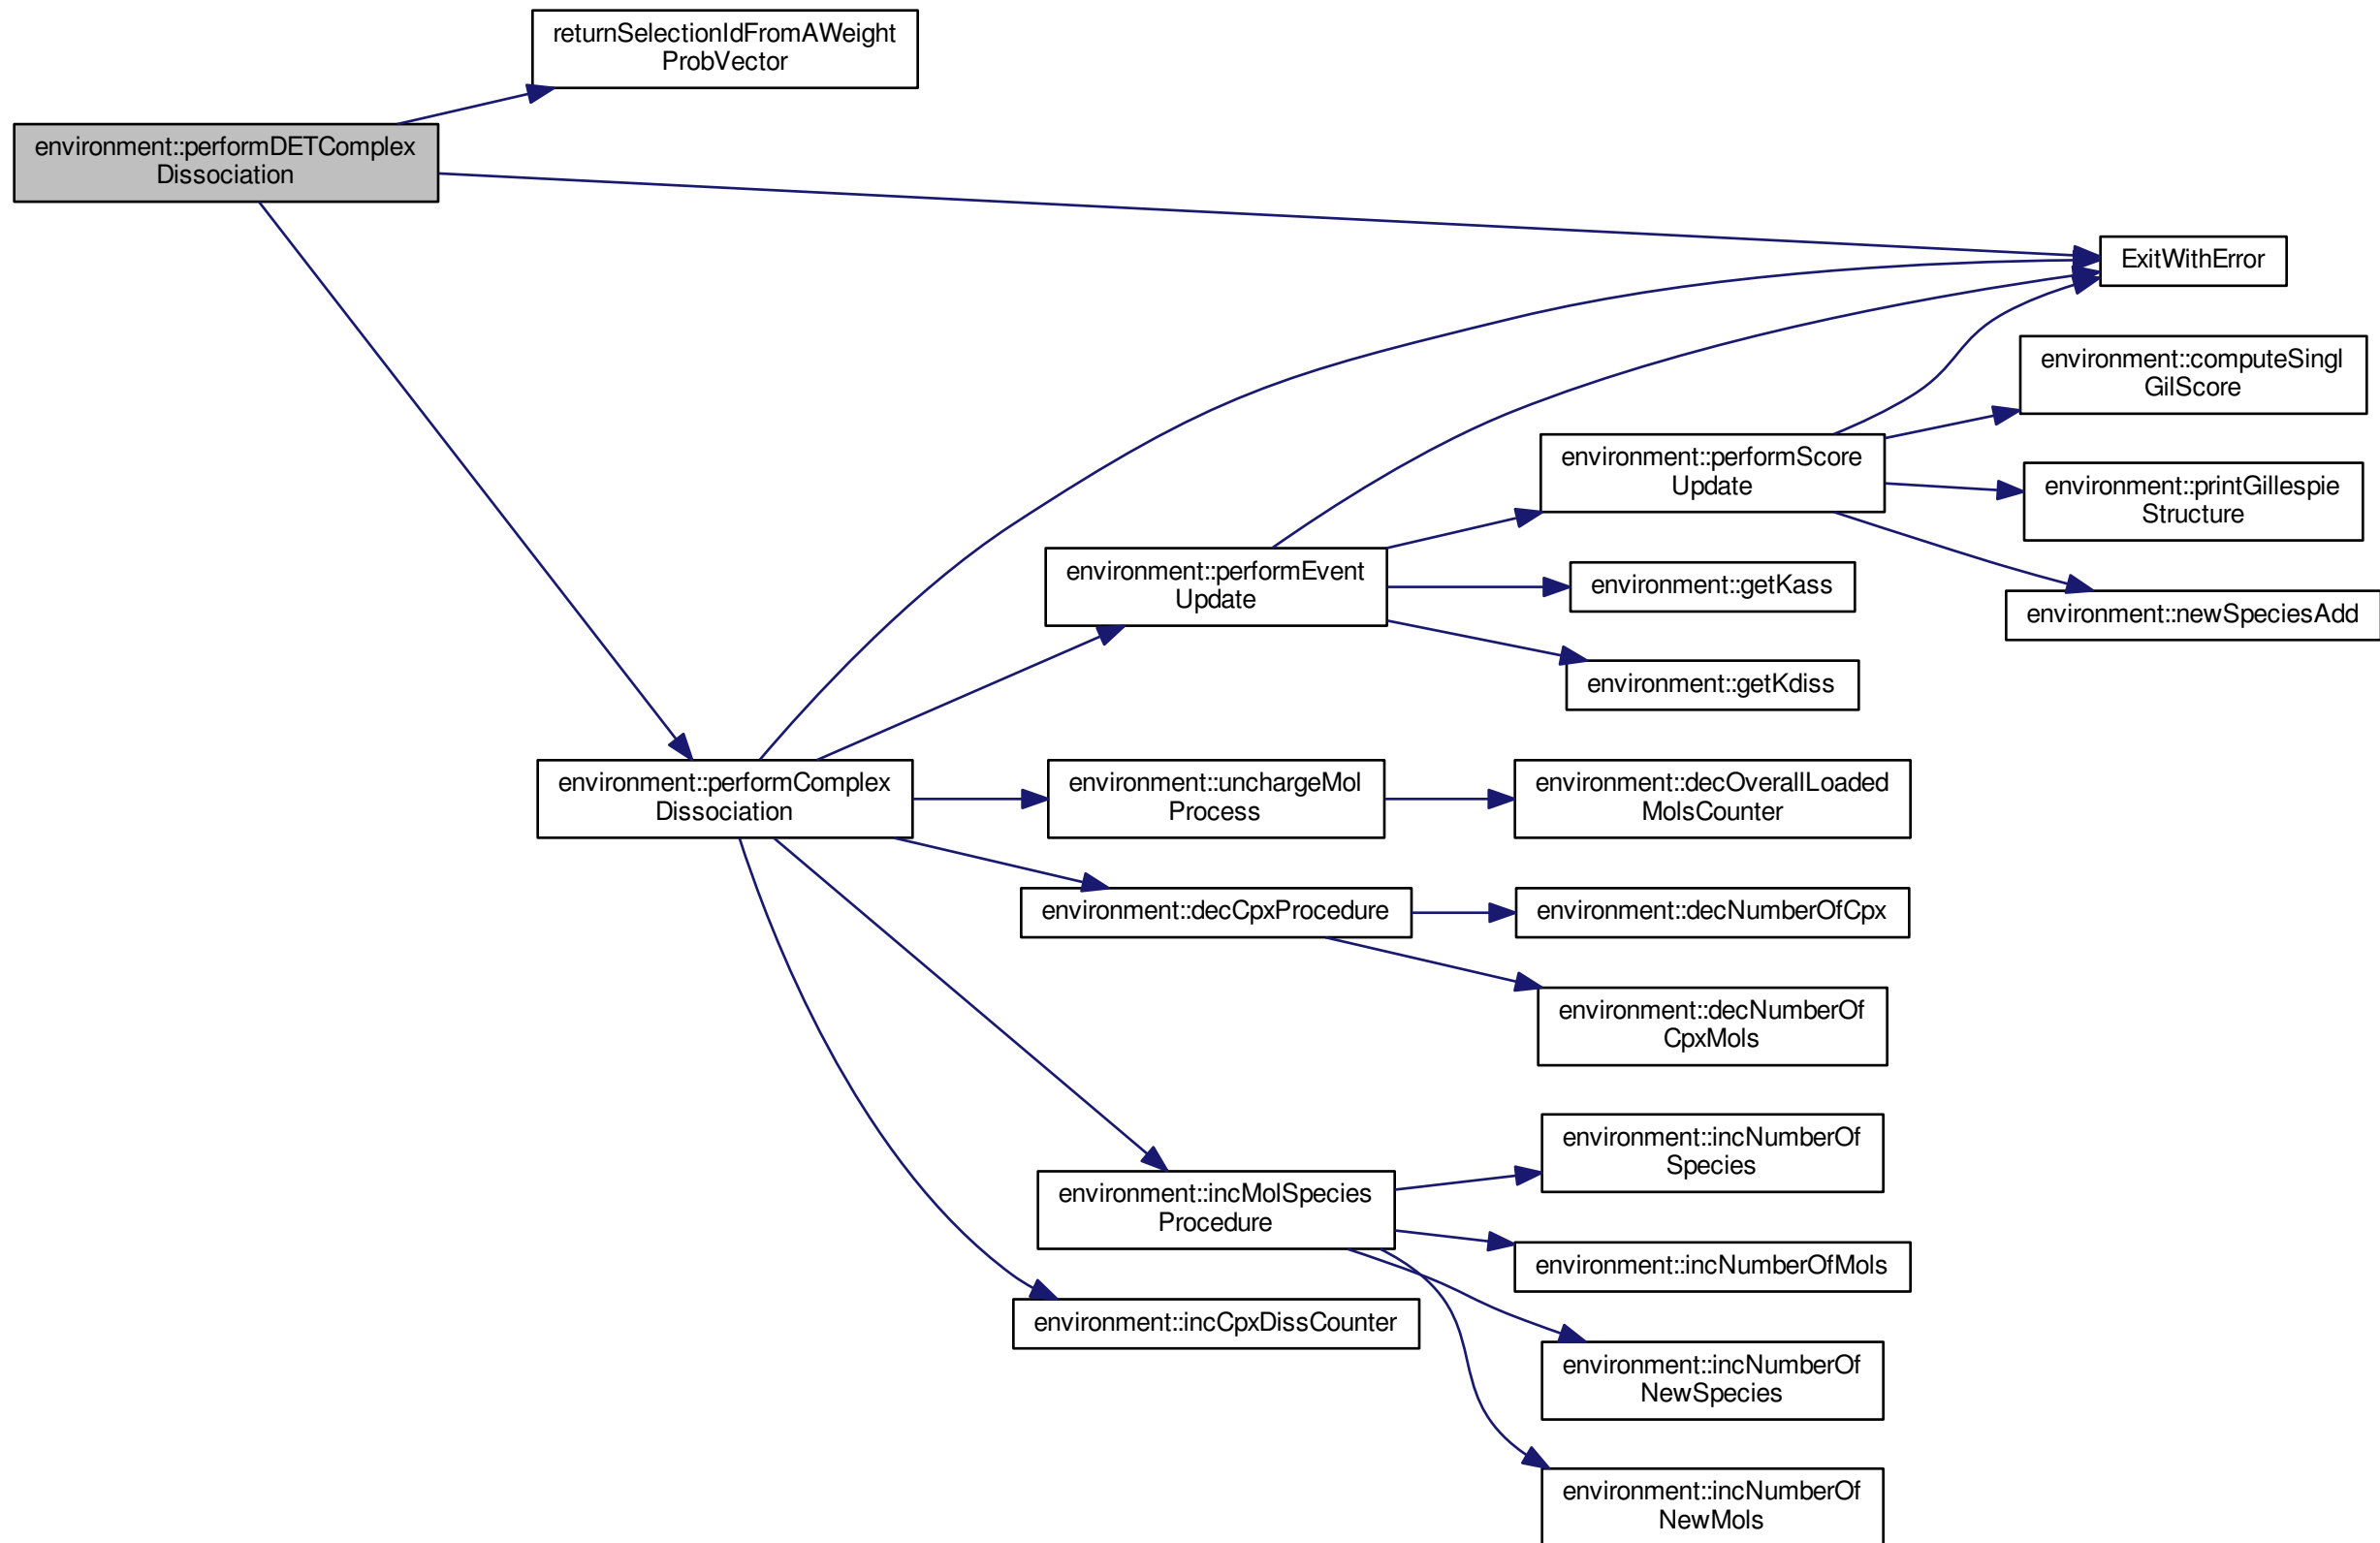 returnSelectionIdFromAWeight
ProbVector
environment::performDETComplex
Dissociation
ExitWithError
environment::computeSingl
GilScore
environment::performScore
Update
environment::printGillespie
Structure
environment::performEvent
Update
environment::getKass
environment::newSpeciesAdd
environment::getKdiss
environment::performComplex
Dissociation
environment::unchargeMol
Process
environment::decOverallLoaded
MolsCounter
environment::decCpxProcedure
environment::decNumberOfCpx
environment::decNumberOf
CpxMols
environment::incNumberOf
Species
environment::incMolSpecies
Procedure
environment::incNumberOfMols
environment::incCpxDissCounter
environment::incNumberOf
NewSpecies
environment::incNumberOf
NewMols